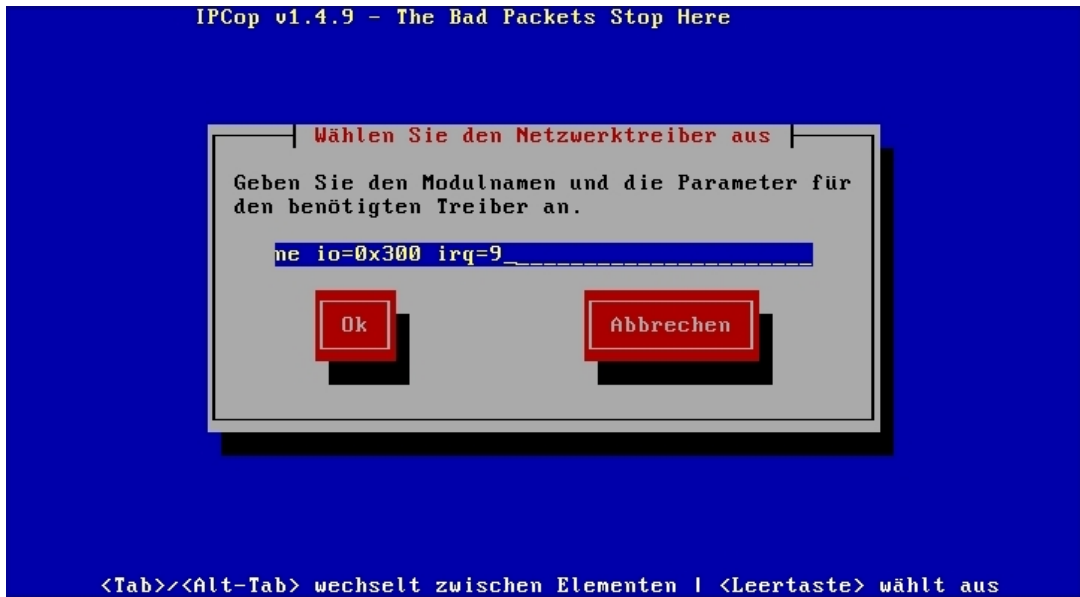 IPCop v1.4.9 - The Bad Packets Stop Here
Wählen Sie den Netzwerktreiber aus
Geben Sie den Modulnamen und die Parameter für
den benötigten Treiber an.
ne io=0x300 irq=9
Ok
Abbrechen
<Tab>/<Alt-Tab> wechselt zwischen Elementen | <Leertaste> wählt aus